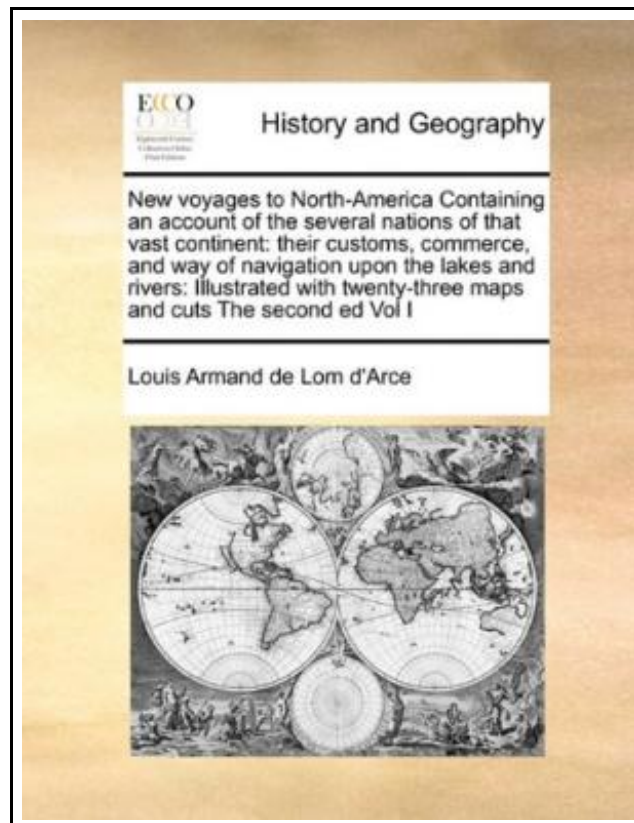 ECCO
History and Geography
New voyages to North-America Containing
an account of the several nations of that
vast continent: their customs, commerce,
and way of navigation upon the lakes and
rivers: Illustrated with twenty-three maps
and cuts The second ed Vol I
Louis Armand de Lom d'Arce